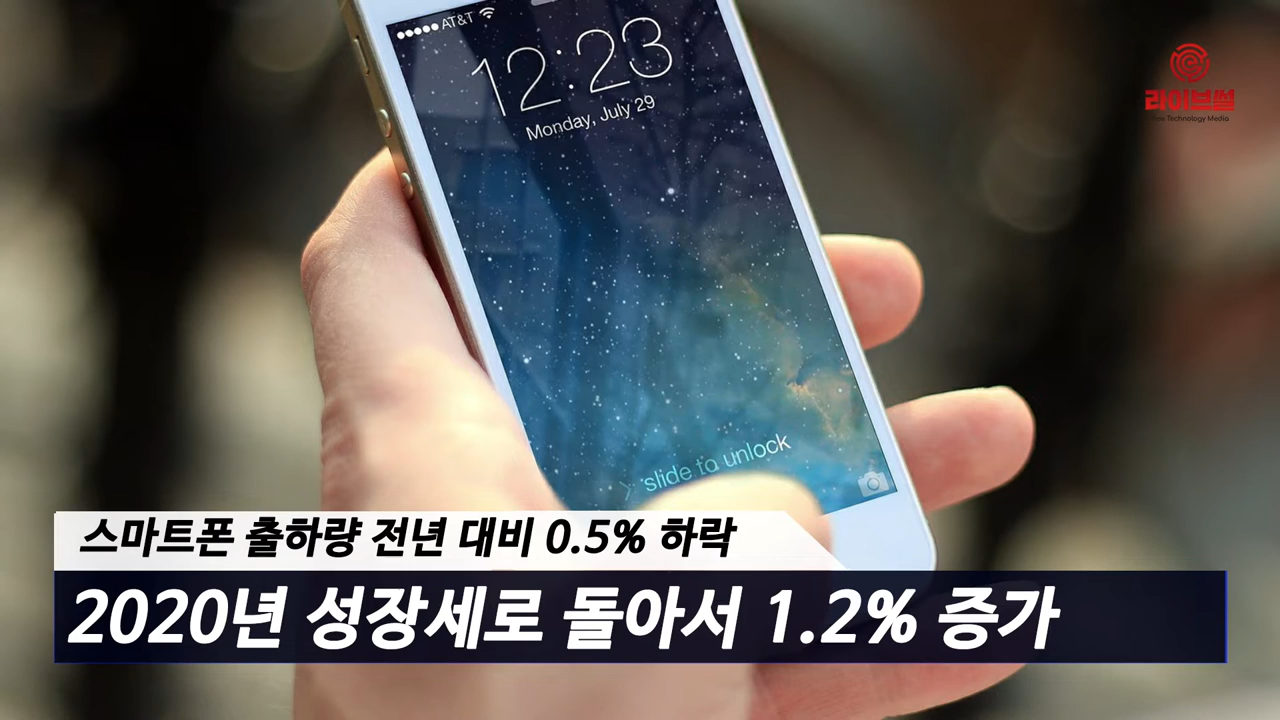 AT&T
12:23
Monday, July 29
라이브썰
Technology Media
slide to unlock
스마트폰 출하량 전년 대비 0.5% 하락
2020년 성장세로 돌아서 1.2% 증가